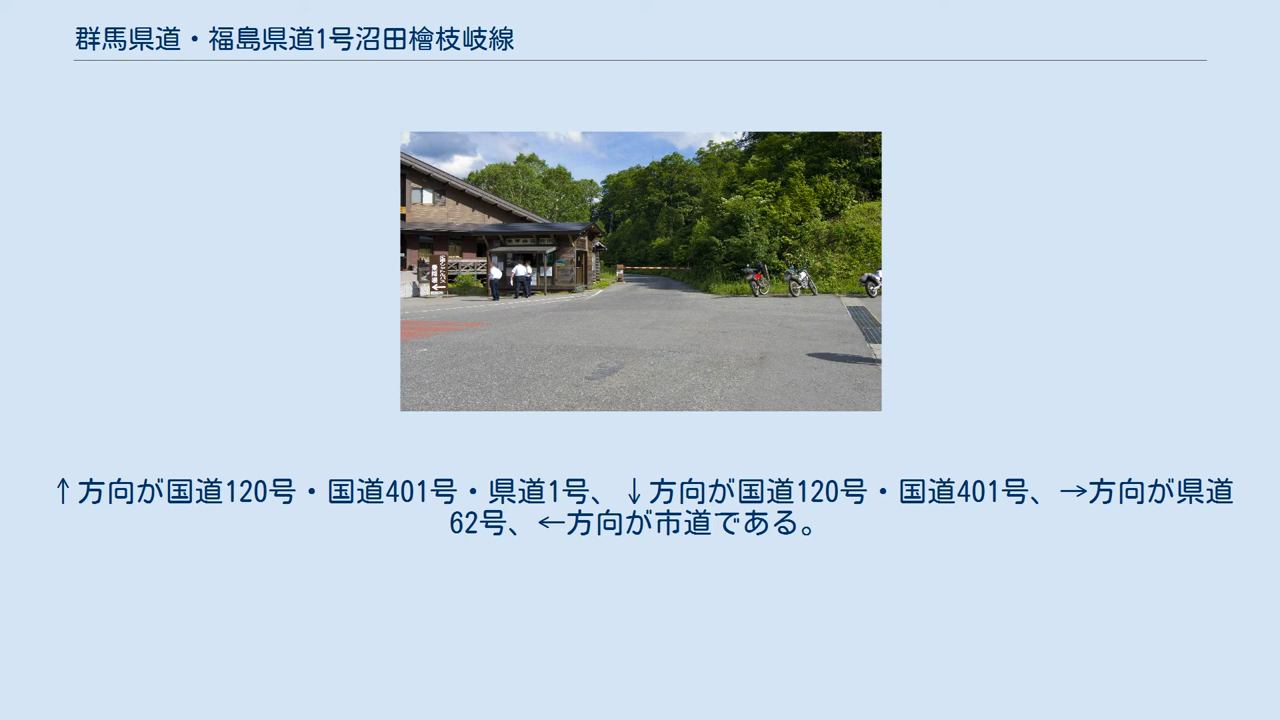 群馬県道・福島県道1号沼田檜枝岐線
↑方向が国道120号・国道401号・県道1号、↓方向が国道120号・国道401号、→方向が県道
62号、←方向が市道である。